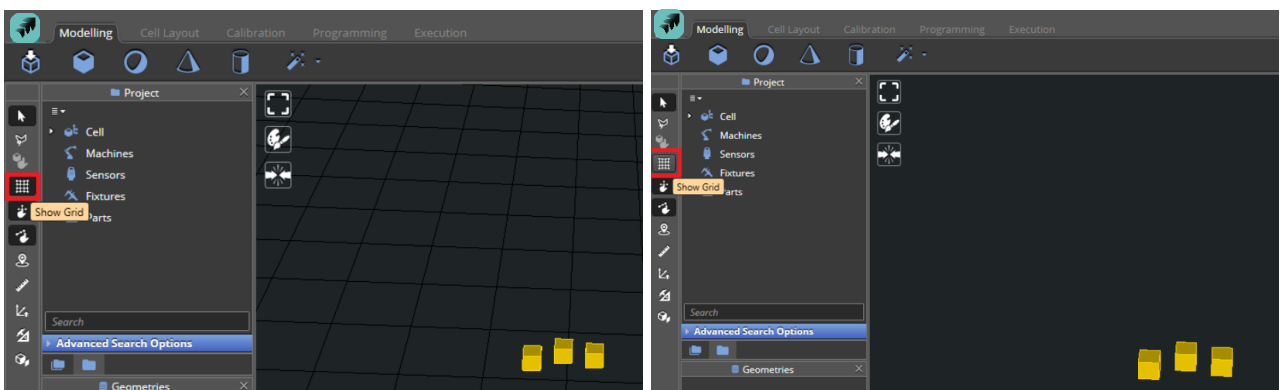 Modelling Cell Layout Calibration Programming Execution
Project
Cell
Machines
Sensors
Fixtures
Show Grid
Parts
Search
Advanced Search Options
Geometries
Modelling Cell Layout Calibration Programming Execution
Project
Cell
Machines
Sensors
Fixtures
Show Grid
arts
Search
Advanced Search Options
Geometries